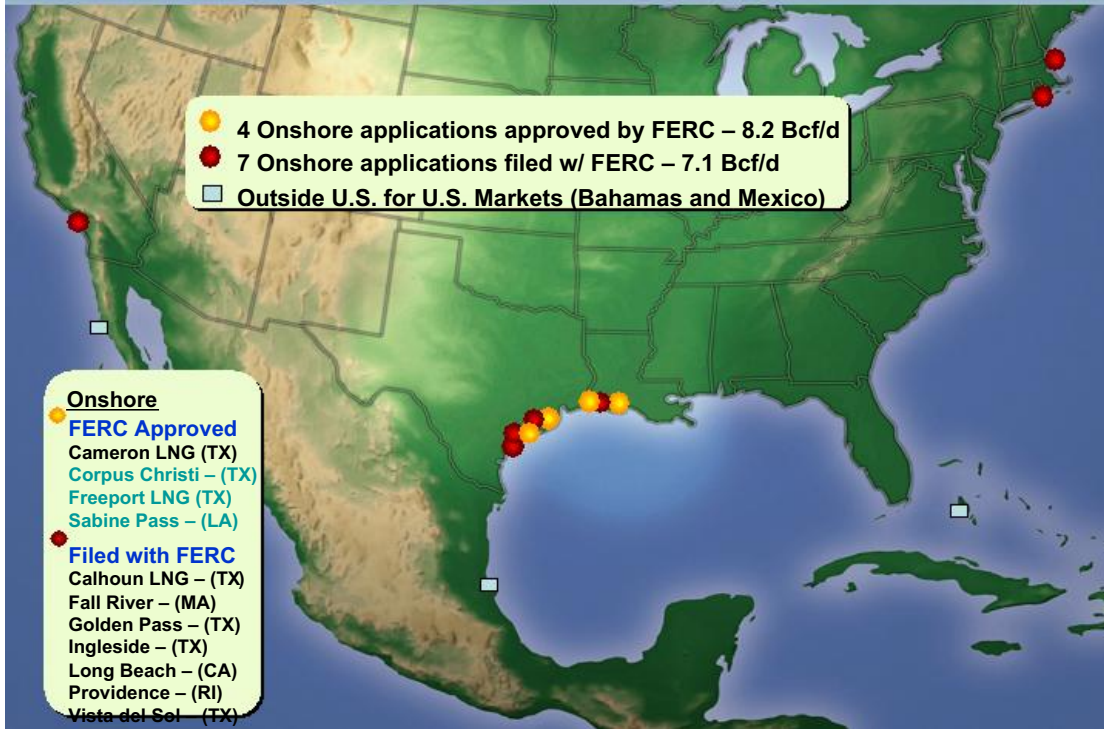 4 Onshore applications approved by FERC – 8.2 Bcf/d
7 Onshore applications filed w/ FERC – 7.1 Bcf/d
Outside U.S. for U.S. Markets (Bahamas and Mexico)
Onshore
FERC Approved
Cameron LNG (TX)
Corpus Christi – (TX)
Freeport LNG (TX)
Sabine Pass – (LA)
Filed with FERC
Calhoun LNG – (TX)
Fall River – (MA)
Golden Pass – (TX)
Ingleside – (TX)
Long Beach – (CA)
Providence – (RI)
Vista del Sol – (TX)